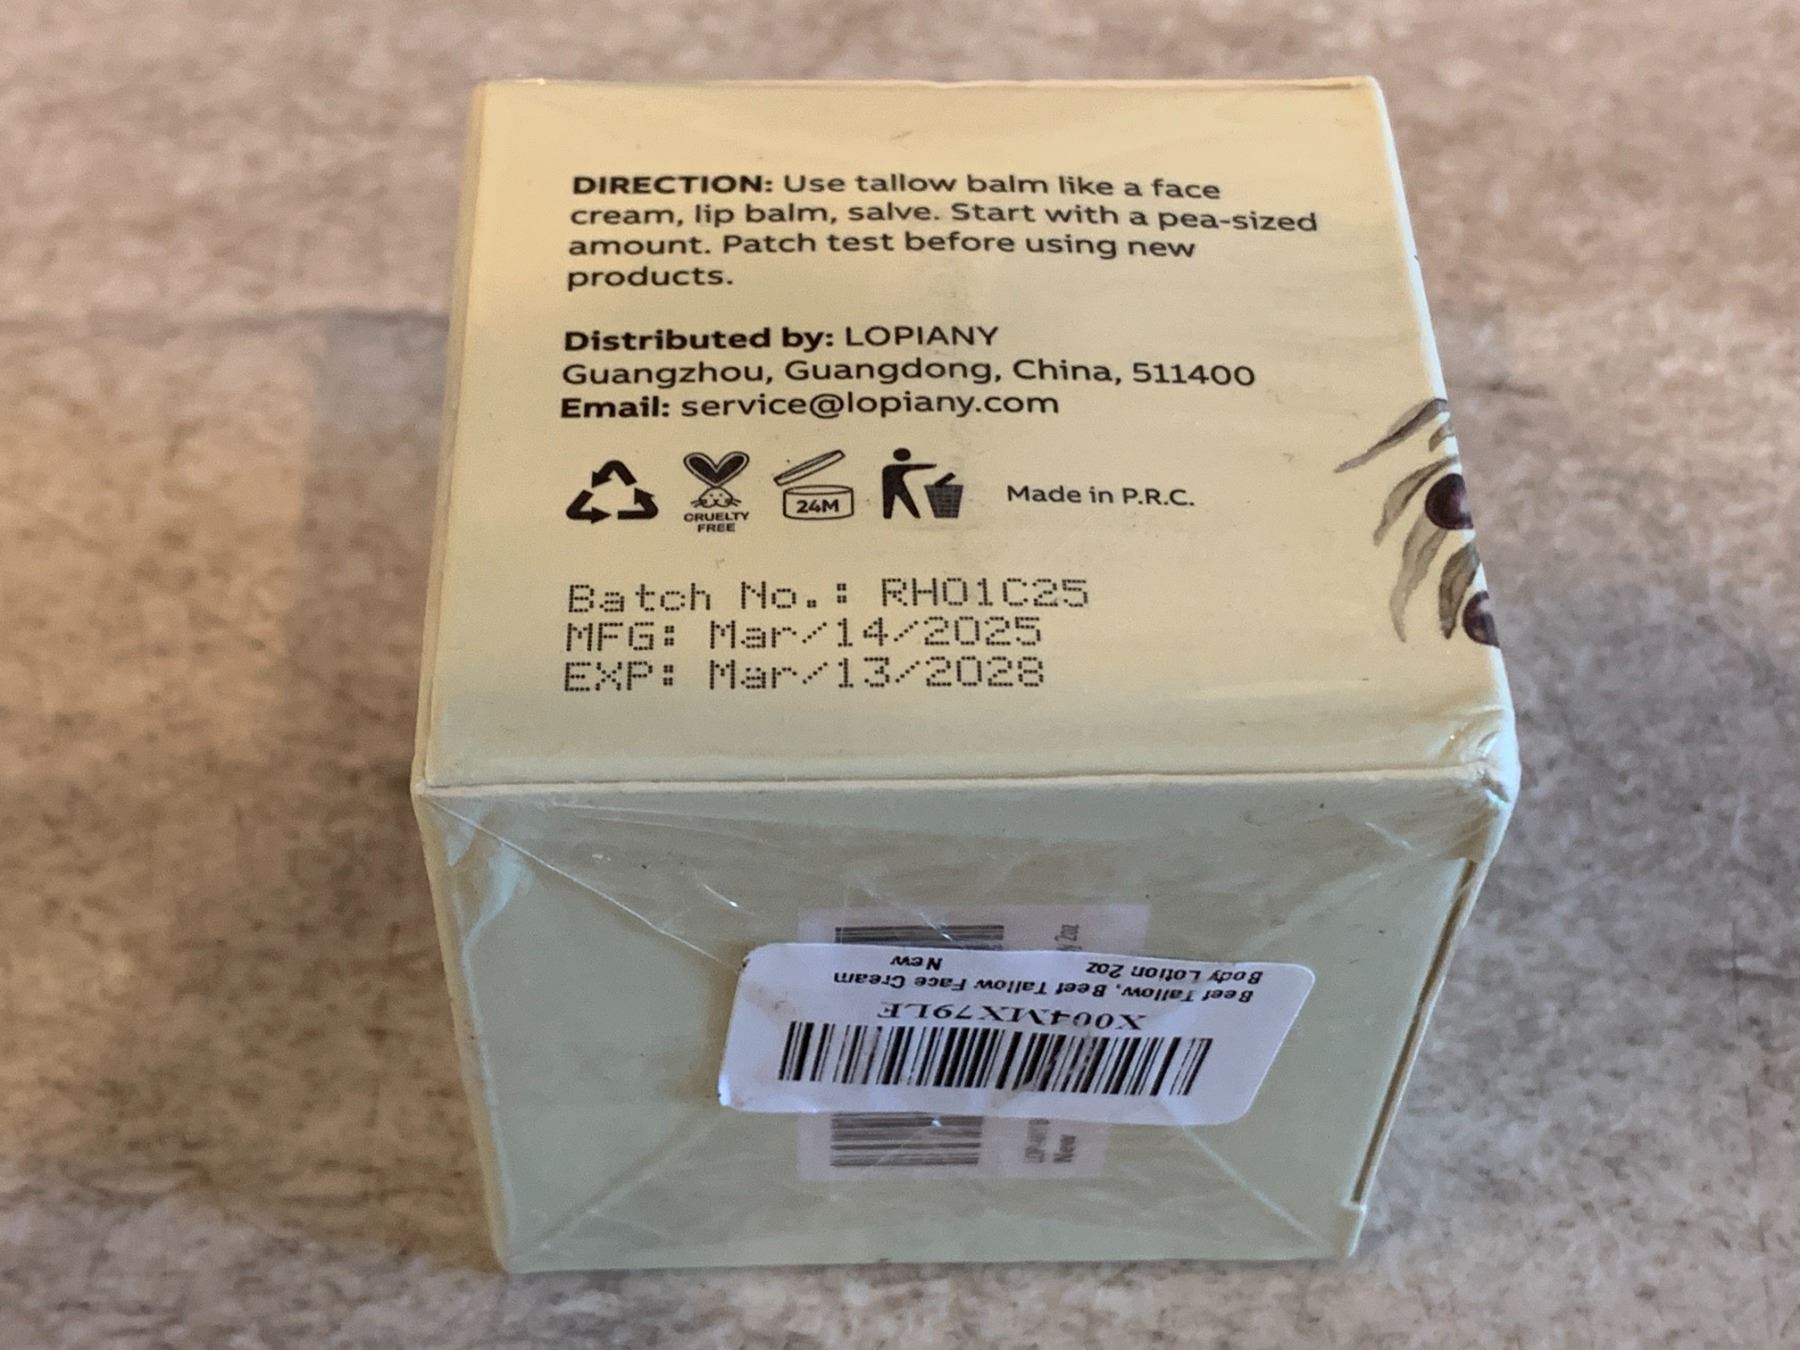 DIRECTION: Use tallow balm like a face
cream, lip balm, salve. Start with a pea-sized
amount. Patch test before using new
products.
Distributed by: LOPIANY
Guangzhou, Guangdong, China, 511400
Email: service@lopiany.com
CRUELTY
FREE
24M
Made in P.R.C.
Batch No.: RH01C25
MFG: Mar/14/2025
EXP: Mar/13/2028
X004MX79LE
Beef Tallow, Beef Tallow Face Cream
Body Lotion 2oz
New
2oz
New